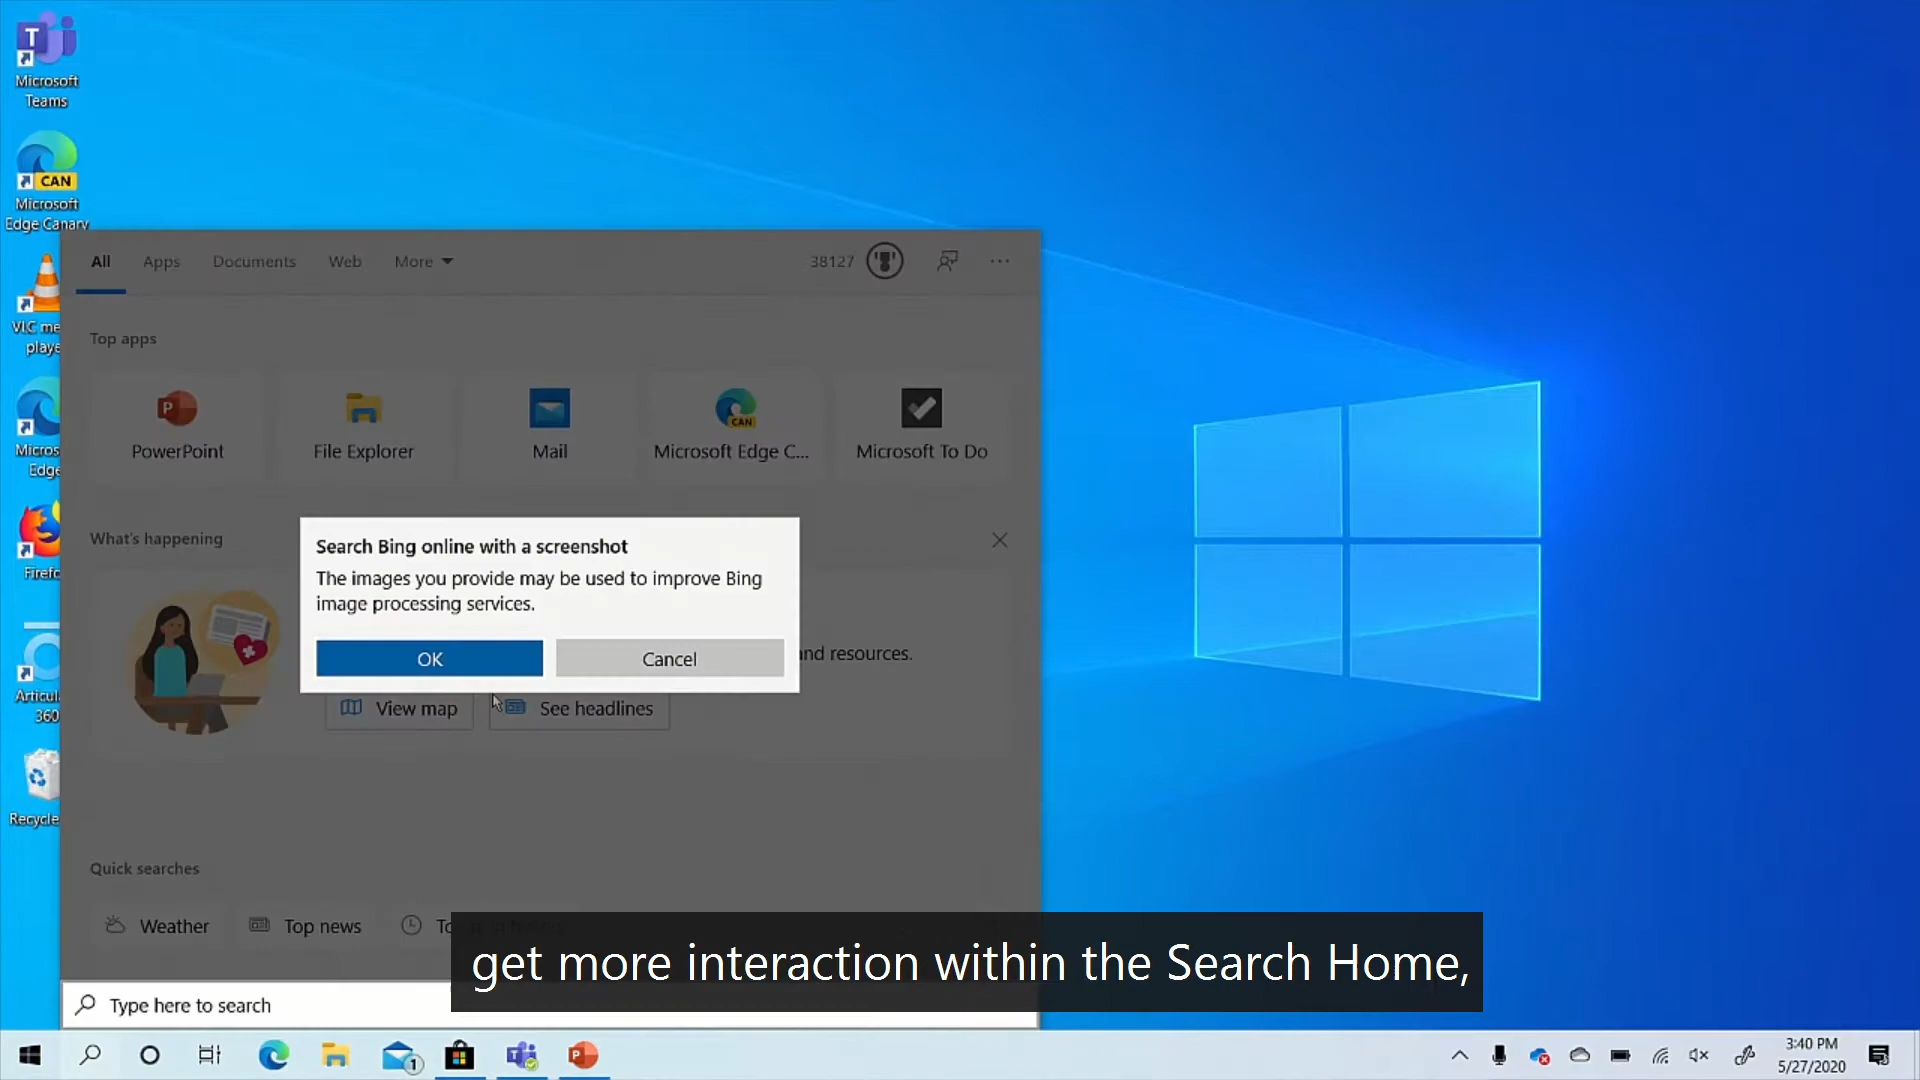 T
Microsoft
Teams
CAN
Microsoft
Edge Canary
VLC me
playe
Micros
Edge
Firefo
Articul
360
Recycle
All
Apps
Documents
Web
More
38127
Top apps
P
PowerPoint
File Explorer
Mail
CAN
Microsoft Edge C...
Microsoft To Do
What's happening
Search Bing online with a screenshot
The images you provide may be used to improve Bing
image processing services.
OK
Cancel
nd resources.
View map
See headlines
Quick searches
Weather
Top news
get more interaction within the Search Home,
Type here to search
1
3:40 PM
5/27/2020